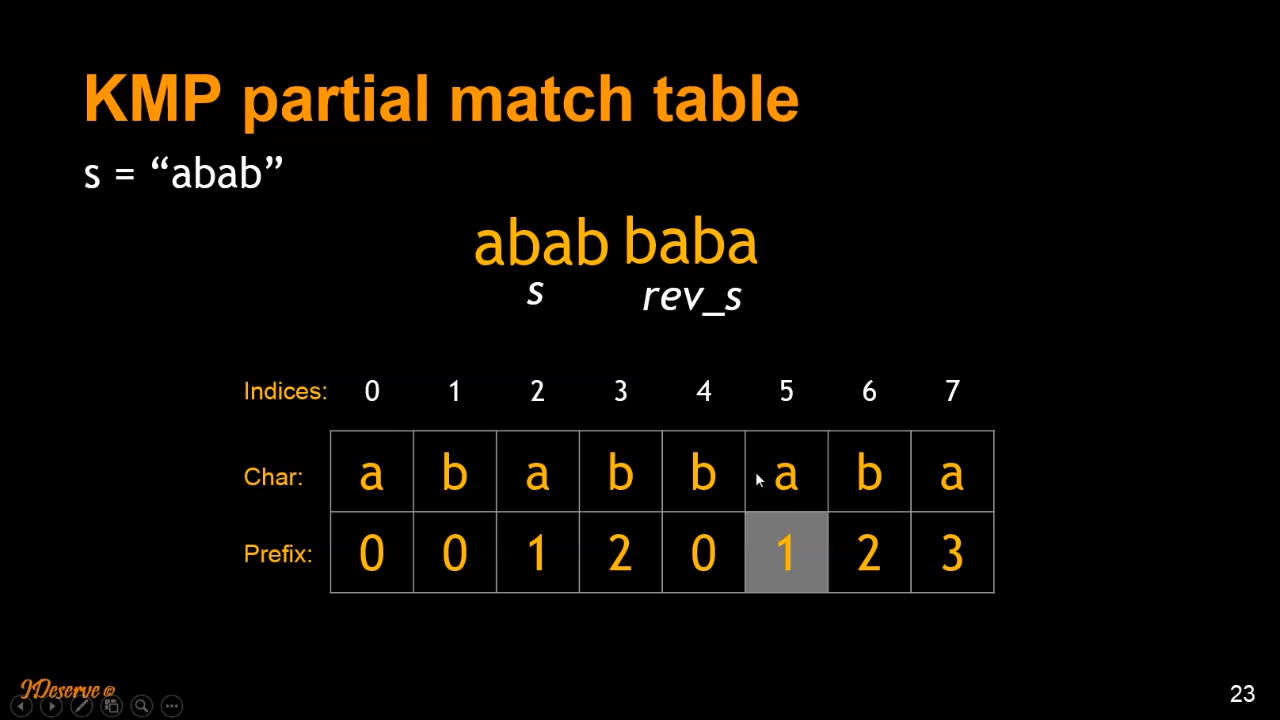 KMP partial match table
s = “abab”
abab baba
s rev_s
Indices: 0 1 2 3 4 5 6 7
Char: a b a b b a b a
Prefix: 0 0 1 2 0 1 2 3
JDeserve ©
23